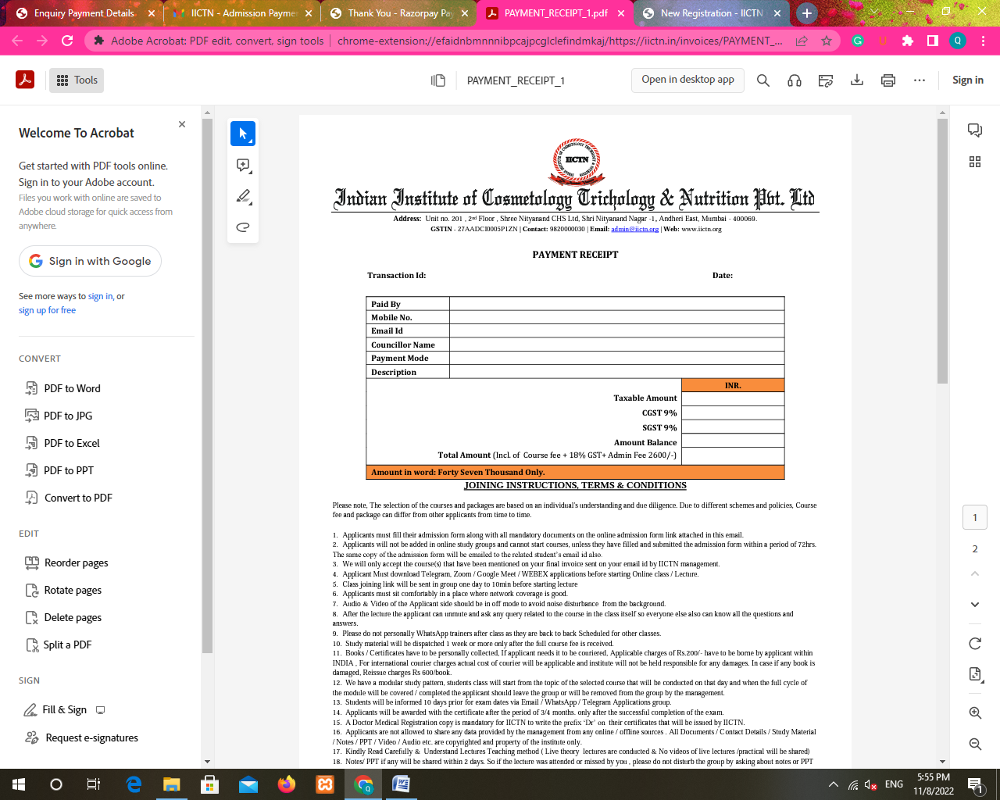 Enquiry Payment Details
IICTN - Admission Payme
Thank You - Razorpay Pa
PAYMENT_RECEIPT_1.pdf
New Registration - IICTN
Adobe Acrobat: PDF edit, convert, sign tools
chrome-extension://efaidnbmnnnibpcajpcglclefindmkaj/https://iictn.in/invoices/PAYMENT_...
Q
Tools
PAYMENT_RECEIPT_1
Open in desktop app
Sign in
Welcome To Acrobat
Get started with PDF tools online.
Sign in to your Adobe account.
Files you work with online are saved to
Adobe cloud storage for quick access from
anywhere.
Sign in with Google
See more ways to sign in, or
sign up for free
CONVERT
PDF to Word
PDF to JPG
PDF to Excel
PDF to PPT
Convert to PDF
EDIT
Reorder pages
Rotate pages
Delete pages
Split a PDF
SIGN
Fill & Sign
Request e-signatures
IICTN
Indian Institute of Cosmetology Trichology & Nutrition Pvt. Ltd
Address: Unit no. 201 , 2nd Floor , Shree Nityanand CHS Ltd, Shri Nityanand Nagar -1, Andheri East, Mumbai - 400069.
GSTIN - 27AADCI0005P1ZN | Contact: 9820000030 | Email: admin@iictn.org | Web: www.iictn.org
PAYMENT RECEIPT
Transaction Id: Date:
Paid By
Mobile No.
Email Id
Councillor Name
Payment Mode
Description
INR.
Taxable Amount
CGST 9%
SGST 9%
Amount Balance
Total Amount (Incl. of Course fee + 18% GST+ Admin Fee 2600/-)
Amount in word: Forty Seven Thousand Only.
JOINING INSTRUCTIONS, TERMS & CONDITIONS
Please note, The selection of the courses and packages are based on an individual's understanding and due diligence. Due to different schemes and policies, Course
fee and package can differ from other applicants from time to time.
1. Applicants must fill their admission form along with all mandatory documents on the online admission form link attached in this email.
2. Applicants will not be added in online study groups and cannot start courses, unless they have filled and submitted the admission form within a period of 72hrs.
The same copy of the admission form will be emailed to the related student's email id also.
3. We will only accept the course(s) that have been mentioned on your final invoice sent on your email id by IICTN management.
4. Applicant Must download Telegram, Zoom / Google Meet / WEBEX applications before starting Online class / Lecture.
5. Class joining link will be sent in group one day to 10min before starting lecture
6. Applicants must sit comfortably in a place where network coverage is good.
7. Audio & Video of the Applicant side should be in off mode to avoid noise disturbance from the background.
8. After the lecture the applicant can unmute and ask any query related to the course in the class itself so everyone else also can know all the questions and
answers.
9. Please do not personally WhatsApp trainers after class as they are back to back Scheduled for other classes.
10. Study material will be dispatched 1 week or more only after the full course fee is received.
11. Books / Certificates have to be personally collected, If applicant needs it to be couriered, Applicable charges of Rs.200/- have to be borne by applicant within
INDIA , For international courier charges actual cost of courier will be applicable and institute will not be held responsible for any damages. In case if any book is
damaged, Reissue charges Rs 600/book.
12. We have a modular study pattern, students class will start from the topic of the selected course that will be conducted on that day and when the full cycle of
the module will be covered / completed the applicant should leave the group or will be removed from the group by the management.
13. Students will be informed 10 days prior for exam dates via Email / WhatsApp / Telegram Applications group.
14. Applicants will be awarded with the certificate after the period of 3/4 months. only after the successful completion of the exam.
15. A Doctor Medical Registration copy is mandatory for IICTN to write the prefix 'Dr' on their certificates that will be issued by IICTN.
16. Applicants are not allowed to share any data provided by the management from any online / offline sources . All Documents / Contact Details / Study Material
/ Notes / PPT / Video / Audio etc. are copyrighted and property of the institute only.
17. Kindly Read Carefully & Understand Lectures Teaching method ( Live theory lectures are conducted & No videos of live lectures /practical will be shared)
18. Notes/ PPT if any will be shared within 2 days. So if the lecture was attended or missed by you , please do not disturb the group by asking about notes or PPT
1
2
ENG
5:55 PM
11/8/2022
1